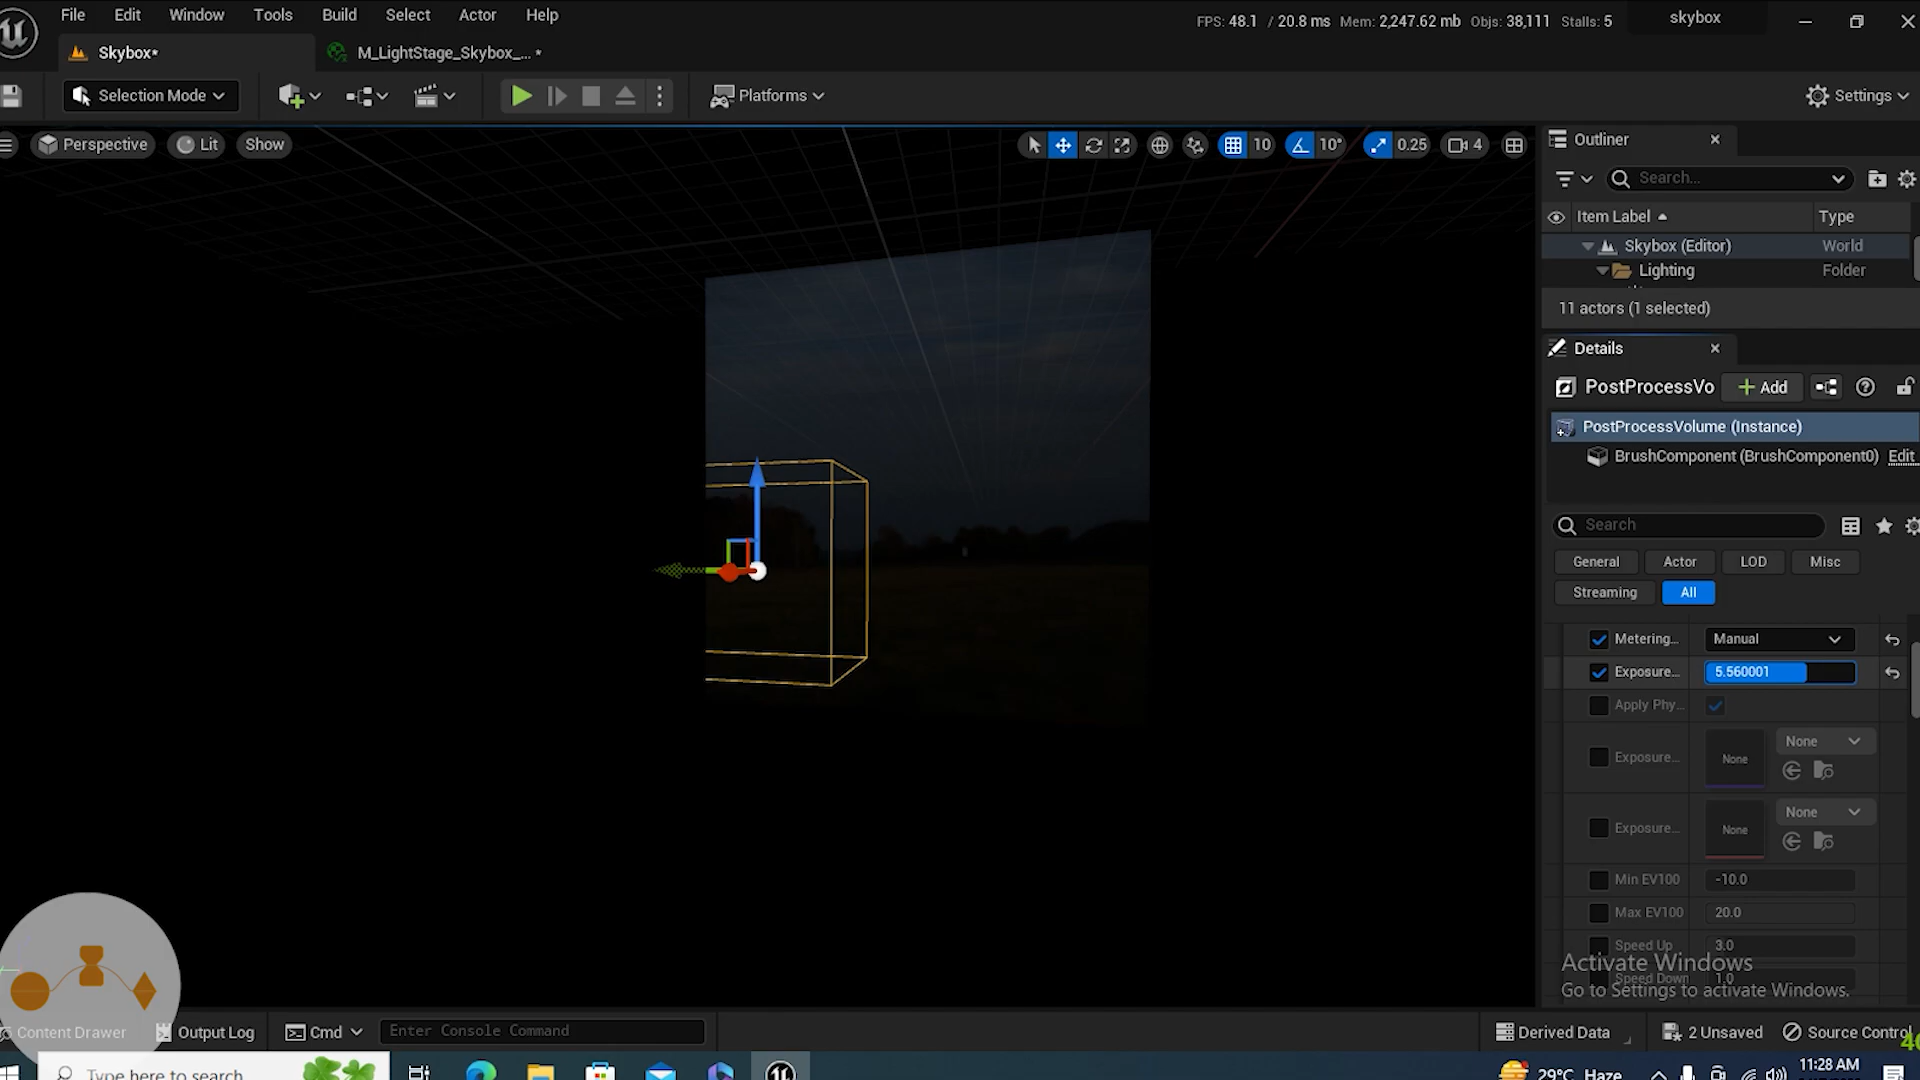 File Edit Window Tools Build Select Actor Help
FPS: 48.1 / 20.8 ms Mem: 2,247.62 mb Objs: 38,111 Stalls: 5
skybox
Skybox*
M_LightStage_Skybox_... *
Selection Mode
Platforms
Settings
Perspective Lit Show
10 10° 0.25 4
Outliner
Search...
Item Label Type
Skybox (Editor) World
Lighting Folder
11 actors (1 selected)
Details
PostProcessVo Add
PostProcessVolume (Instance)
BrushComponent (BrushComponent0) Edit
Search
General Actor LOD Misc
Streaming All
Metering... Manual
Exposure... 5.560001
Apply Phy...
Exposure... None None
Exposure... None None
Min EV100 -10.0
Max EV100 20.0
Speed Up 3.0
Speed Down 1.0
Activate Windows
Go to Settings to activate Windows.
Content Drawer Output Log Cmd Enter Console Command
Derived Data 2 Unsaved Source Control
Type here to search
29°C Haze
11:28 AM